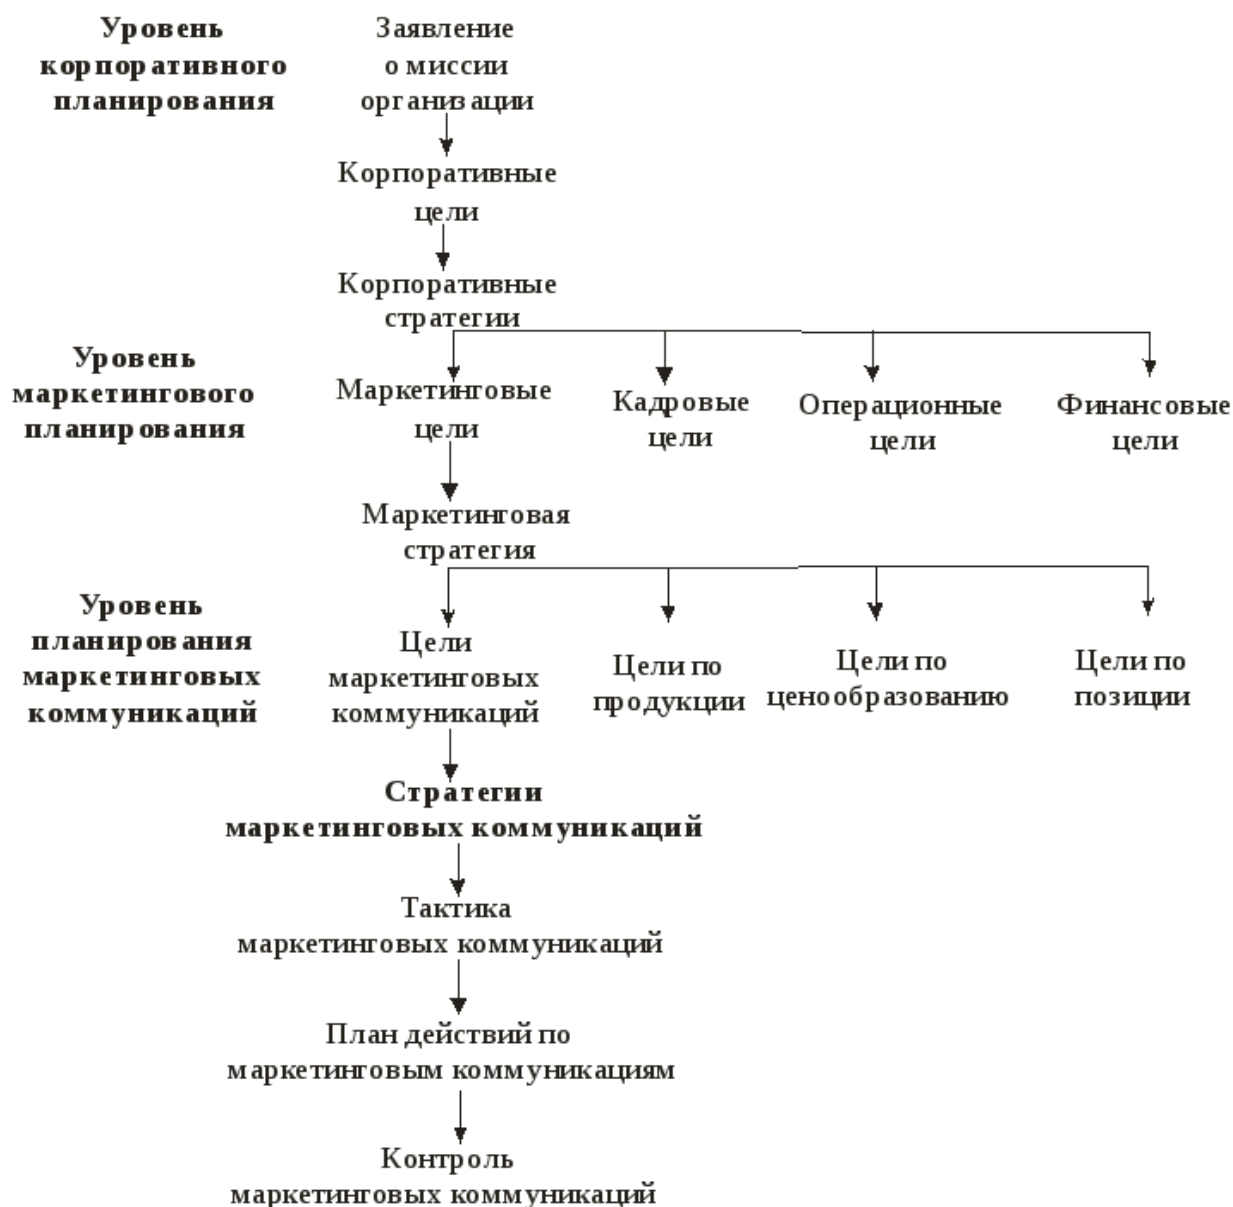 Уровень
корпоративного
планирования
Заявление
о миссии
организации
Корпоративные
цели
Корпоративные
стратегии
Уровень
маркетингового
планирования
Маркетинговые
цели
Кадровые
цели
Операционные
цели
Финансовые
цели
Маркетинговая
стратегия
Уровень
планирования
маркетинговых
коммуникаций
Цели
маркетинговых
коммуникаций
Цели по
продукции
Цели по
ценообразованию
Цели по
позиции
Стратегии
маркетинговых коммуникаций
Тактика
маркетинговых коммуникаций
План действий по
маркетинговым коммуникациям
Контроль
маркетинговых коммуникаций